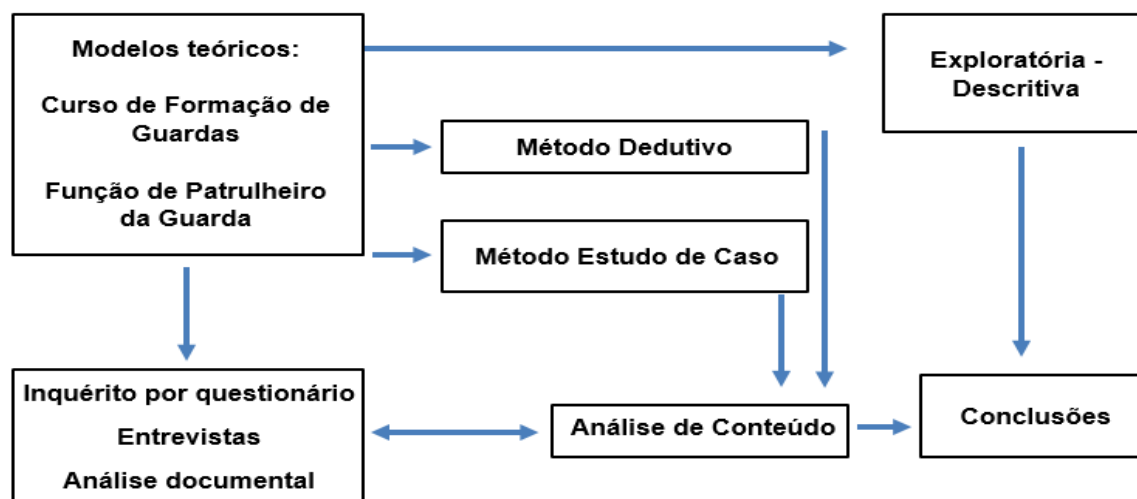 Modelos teóricos:
Curso de Formação de
Guardas
Função de Patrulheiro
da Guarda
Exploratória -
Descritiva
Método Dedutivo
Método Estudo de Caso
Inquérito por questionário
Entrevistas
Análise documental
Análise de Conteúdo
Conclusões